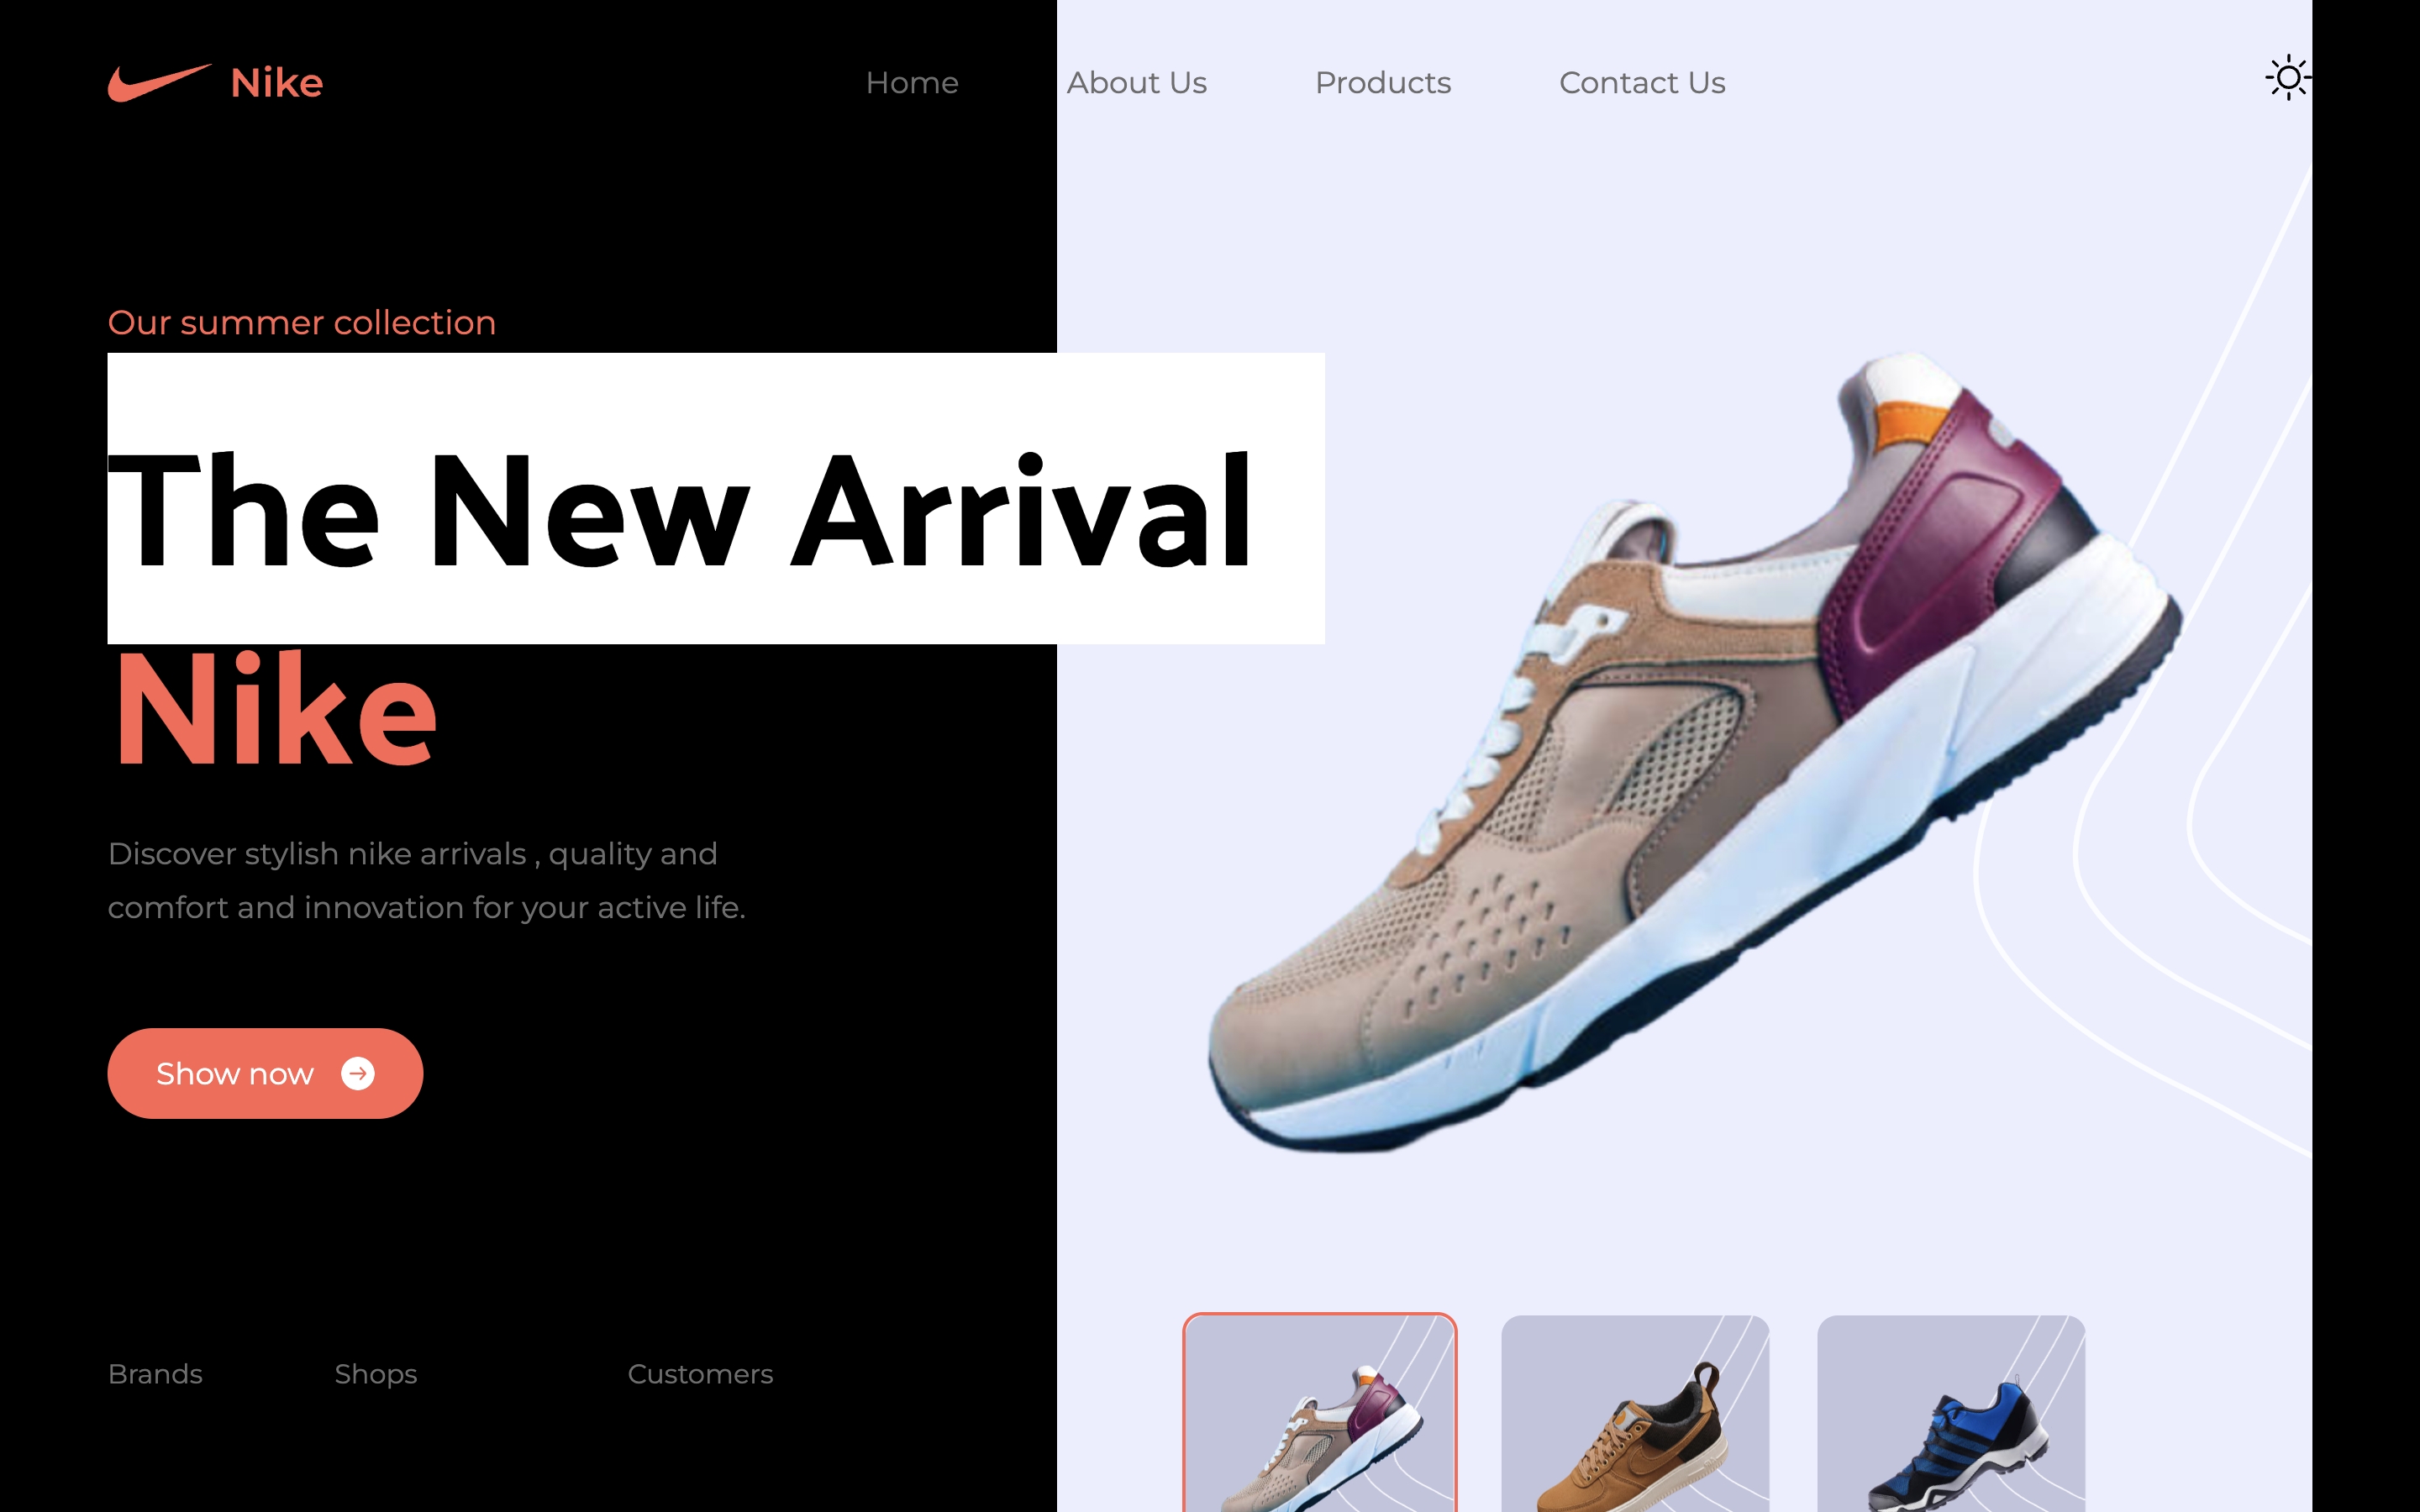 Nike
Home About Us Products Contact Us
Our summer collection
The New Arrival
Nike
Discover stylish nike arrivals , quality and
comfort and innovation for your active life.
Show now
Brands Shops Customers